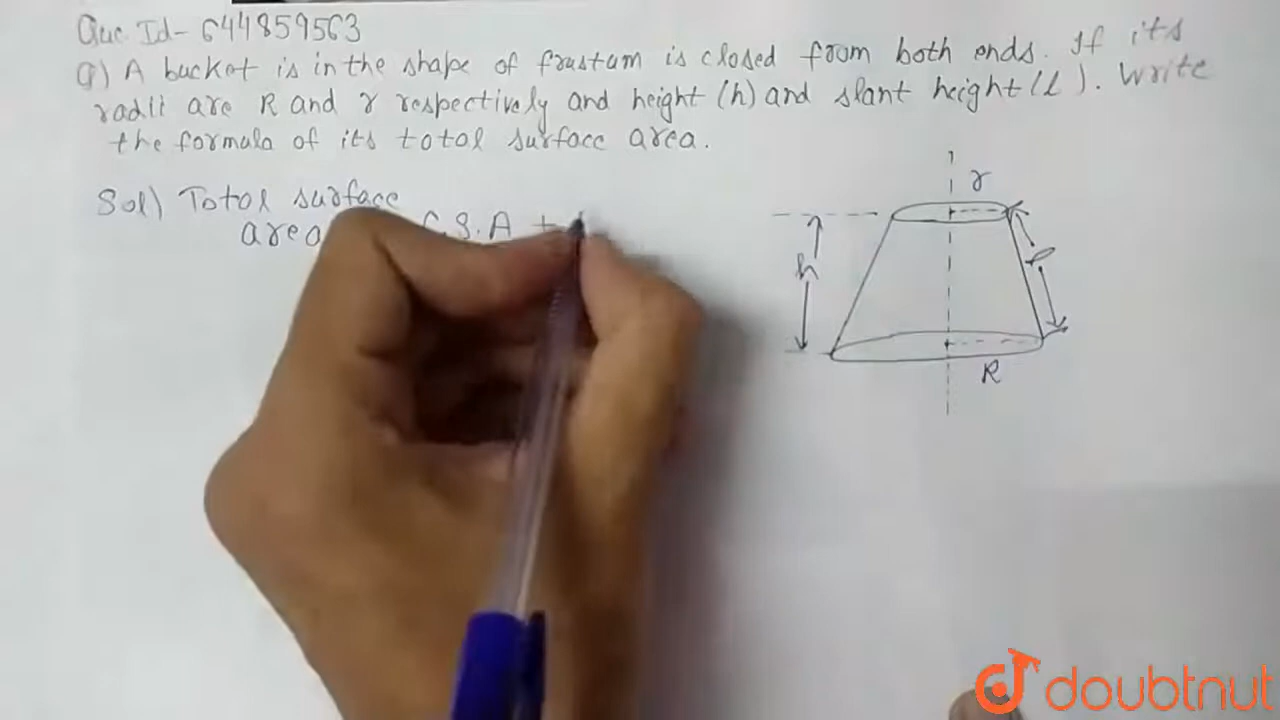 Que Id- 644859563
Q) A bucket is in the shape of frustum is closed from both ends. If its
radii are R and r respectively and height (h) and slant height (l). Write
the formula of its total surface area.
Sol) Total surface
area C.S.A +
r
h
l
R
doubtnut